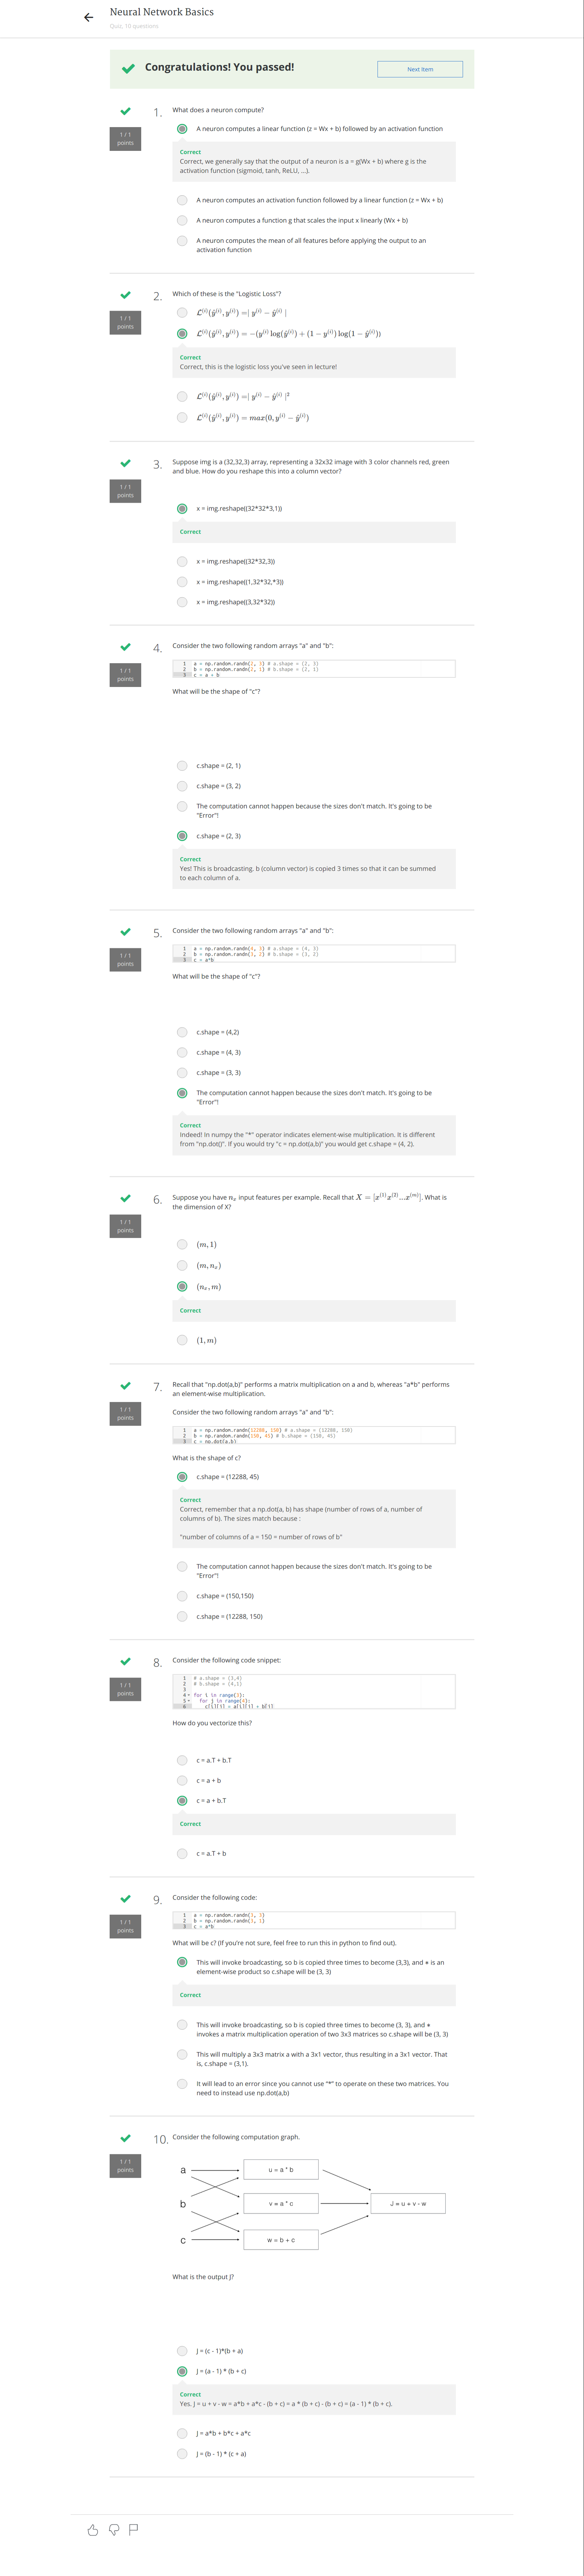 Neural Network Basics
Quiz, 10 questions
Congratulations! You passed!
Next Item
1 / 1
points
1.
What does a neuron compute?
A neuron computes a linear function (z = Wx + b) followed by an activation function
Correct
Correct, we generally say that the output of a neuron is a = g(Wx + b) where g is the
activation function (sigmoid, tanh, ReLU, ...).
A neuron computes an activation function followed by a linear function (z = Wx + b)
A neuron computes a function g that scales the input x linearly (Wx + b)
A neuron computes the mean of all features before applying the output to an
activation function
1 / 1
points
2.
Which of these is the "Logistic Loss"?
ℒ⁽ⁱ⁾(ŷ⁽ⁱ⁾, y⁽ⁱ⁾) =| y⁽ⁱ⁾ − ŷ⁽ⁱ⁾ |
ℒ⁽ⁱ⁾(ŷ⁽ⁱ⁾, y⁽ⁱ⁾) = −(y⁽ⁱ⁾ log(ŷ⁽ⁱ⁾) + (1 − y⁽ⁱ⁾) log(1 − ŷ⁽ⁱ⁾))
Correct
Correct, this is the logistic loss you've seen in lecture!
ℒ⁽ⁱ⁾(ŷ⁽ⁱ⁾, y⁽ⁱ⁾) =| y⁽ⁱ⁾ − ŷ⁽ⁱ⁾ |²
ℒ⁽ⁱ⁾(ŷ⁽ⁱ⁾, y⁽ⁱ⁾) = max(0, y⁽ⁱ⁾ − ŷ⁽ⁱ⁾)
1 / 1
points
3.
Suppose img is a (32,32,3) array, representing a 32x32 image with 3 color channels red, green
and blue. How do you reshape this into a column vector?
x = img.reshape((32*32*3,1))
Correct
x = img.reshape((32*32,3))
x = img.reshape((1,32*32,*3))
x = img.reshape((3,32*32))
1 / 1
points
4.
Consider the two following random arrays "a" and "b":
1 a = np.random.randn(2, 3) # a.shape = (2, 3)
2 b = np.random.randn(2, 1) # b.shape = (2, 1)
3 c = a + b
What will be the shape of "c"?
c.shape = (2, 1)
c.shape = (3, 2)
The computation cannot happen because the sizes don't match. It's going to be
"Error"!
c.shape = (2, 3)
Correct
Yes! This is broadcasting. b (column vector) is copied 3 times so that it can be summed
to each column of a.
1 / 1
points
5.
Consider the two following random arrays "a" and "b":
1 a = np.random.randn(4, 3) # a.shape = (4, 3)
2 b = np.random.randn(3, 2) # b.shape = (3, 2)
3 c = a*b
What will be the shape of "c"?
c.shape = (4,2)
c.shape = (4, 3)
c.shape = (3, 3)
The computation cannot happen because the sizes don't match. It's going to be
"Error"!
Correct
Indeed! In numpy the "*" operator indicates element-wise multiplication. It is different
from "np.dot()". If you would try "c = np.dot(a,b)" you would get c.shape = (4, 2).
1 / 1
points
6.
Suppose you have nₓ input features per example. Recall that X = [x⁽¹⁾x⁽²⁾...x⁽ᵐ⁾]. What is
the dimension of X?
(m, 1)
(m, nₓ)
(nₓ, m)
Correct
(1, m)
1 / 1
points
7.
Recall that "np.dot(a,b)" performs a matrix multiplication on a and b, whereas "a*b" performs
an element-wise multiplication.
Consider the two following random arrays "a" and "b":
1 a = np.random.randn(12288, 150) # a.shape = (12288, 150)
2 b = np.random.randn(150, 45) # b.shape = (150, 45)
3 c = np.dot(a,b)
What is the shape of c?
c.shape = (12288, 45)
Correct
Correct, remember that a np.dot(a, b) has shape (number of rows of a, number of
columns of b). The sizes match because :
"number of columns of a = 150 = number of rows of b"
The computation cannot happen because the sizes don't match. It's going to be
"Error"!
c.shape = (150,150)
c.shape = (12288, 150)
1 / 1
points
8.
Consider the following code snippet:
1 # a.shape = (3,4)
2 # b.shape = (4,1)
3
4 for i in range(3):
5 for j in range(4):
6 c[i][j] = a[i][j] + b[j]
How do you vectorize this?
c = a.T + b.T
c = a + b
c = a + b.T
Correct
c = a.T + b
1 / 1
points
9.
Consider the following code:
1 a = np.random.randn(3, 3)
2 b = np.random.randn(3, 1)
3 c = a*b
What will be c? (If you're not sure, feel free to run this in python to find out).
This will invoke broadcasting, so b is copied three times to become (3,3), and ∗ is an
element-wise product so c.shape will be (3, 3)
Correct
This will invoke broadcasting, so b is copied three times to become (3, 3), and ∗
invokes a matrix multiplication operation of two 3x3 matrices so c.shape will be (3, 3)
This will multiply a 3x3 matrix a with a 3x1 vector, thus resulting in a 3x1 vector. That
is, c.shape = (3,1).
It will lead to an error since you cannot use "*" to operate on these two matrices. You
need to instead use np.dot(a,b)
1 / 1
points
10.
Consider the following computation graph.
a
u = a * b
b
v = a * c
J = u + v - w
c
w = b + c
What is the output J?
J = (c - 1)*(b + a)
J = (a - 1) * (b + c)
Correct
Yes. J = u + v - w = a*b + a*c - (b + c) = a * (b + c) - (b + c) = (a - 1) * (b + c).
J = a*b + b*c + a*c
J = (b - 1) * (c + a)